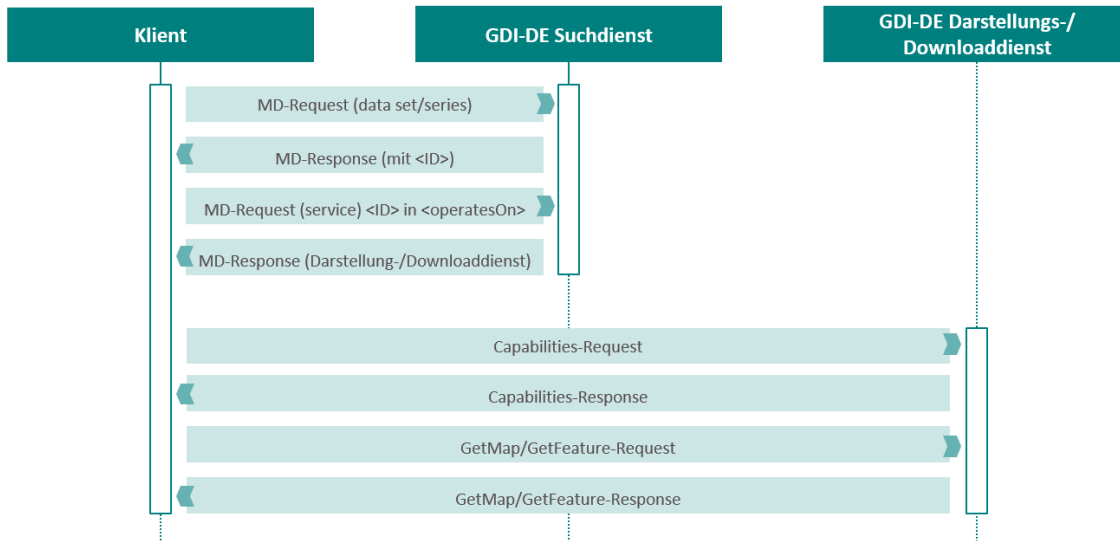 Klient
GDI-DE Suchdienst
GDI-DE Darstellungs-/
Downloaddienst
MD-Request (data set/series)
MD-Response (mit <ID>)
MD-Request (service) <ID> in <operatesOn>
MD-Response (Darstellung-/Downloaddienst)
Capabilities-Request
Capabilities-Response
GetMap/GetFeature-Request
GetMap/GetFeature-Response